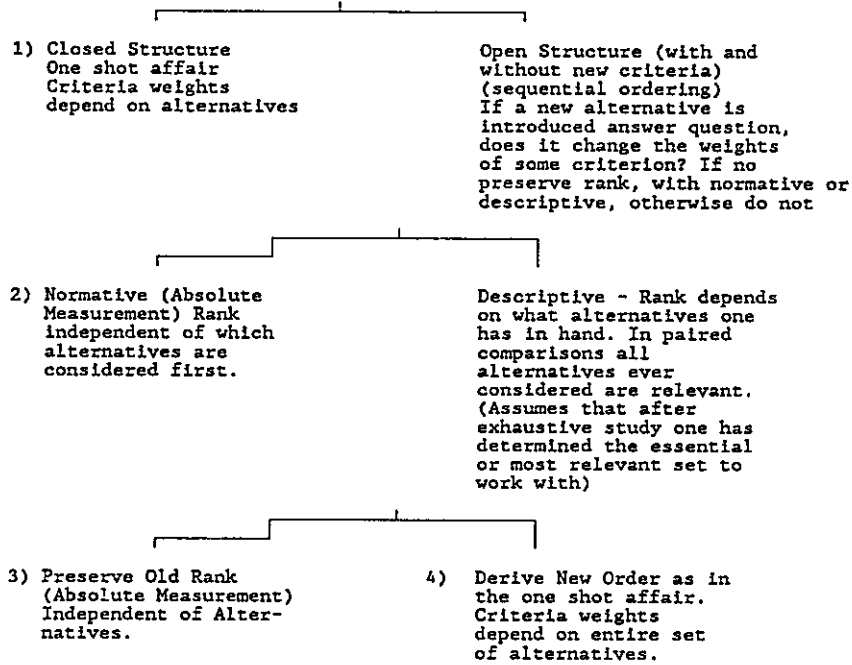 1) Closed Structure
One shot affair
Criteria weights
depend on alternatives
Open Structure (with and
without new criteria)
(sequential ordering)
If a new alternative is
introduced answer question,
does it change the weights
of some criterion? If no
preserve rank, with normative or
descriptive, otherwise do not
2) Normative (Absolute
Measurement) Rank
independent of which
alternatives are
considered first.
Descriptive - Rank depends
on what alternatives one
has in hand. In paired
comparisons all
alternatives ever
considered are relevant.
(Assumes that after
exhaustive study one has
determined the essential
or most relevant set to
work with)
3) Preserve Old Rank
(Absolute Measurement)
Independent of Alter-
natives.
4) Derive New Order as in
the one shot affair.
Criteria weights
depend on entire set
of alternatives.